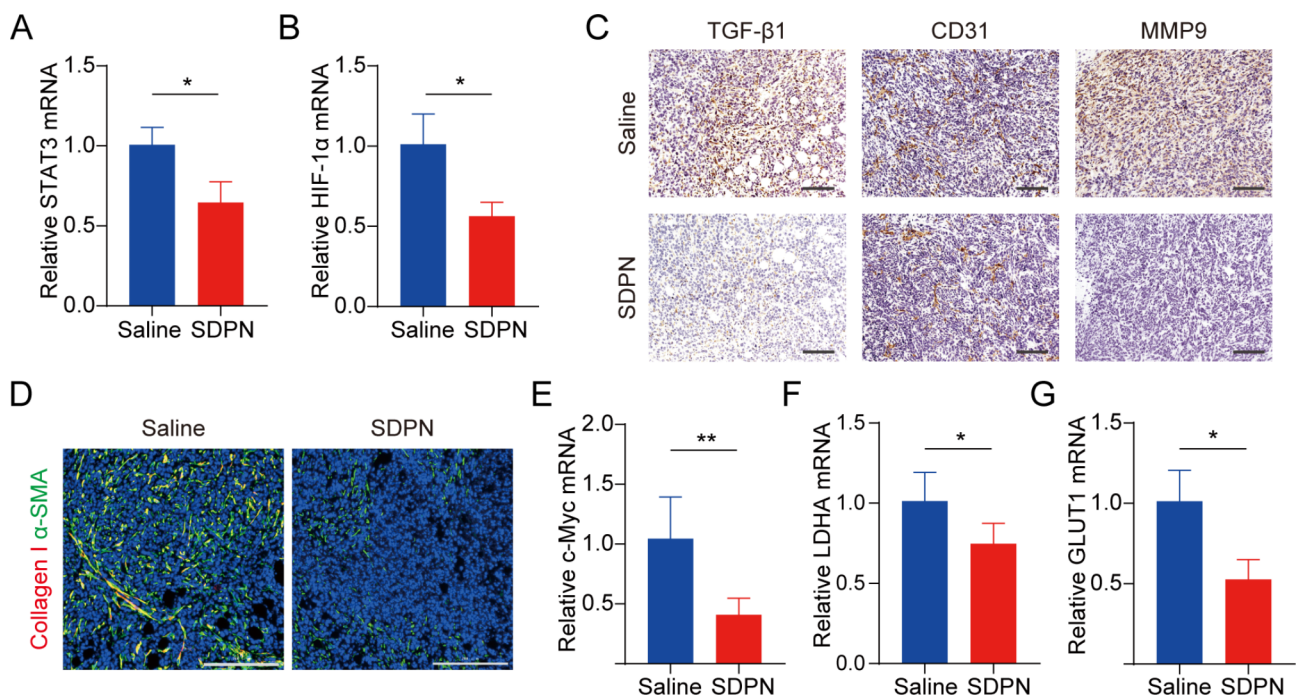 A
Relative STAT3 mRNA
1.5
1.0
0.5
0.0
*
Saline SDPN
B
Relative HIF-1α mRNA
1.5
1.0
0.5
0.0
*
Saline SDPN
C
TGF-β1 CD31 MMP9
Saline
SDPN
D
Saline SDPN
Collagen I α-SMA
E
Relative c-Myc mRNA
2.0
1.5
1.0
0.5
**
Saline SDPN
F
Relative LDHA mRNA
1.5
1.0
0.5
0.0
*
Saline SDPN
G
Relative GLUT1 mRNA
1.5
1.0
0.5
*
Saline SDPN